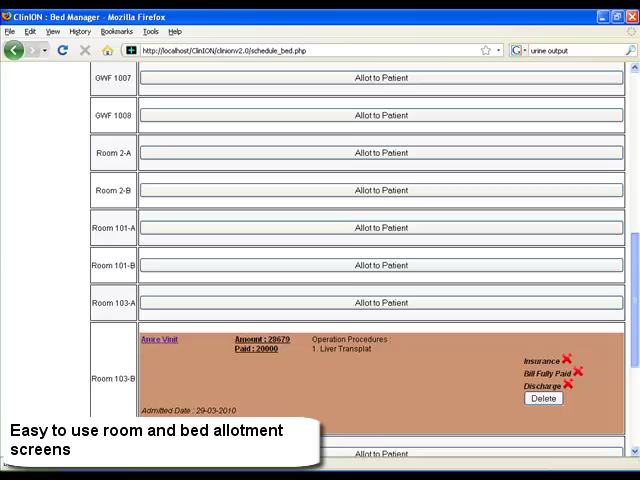 ClinION : Bed Manager - Mozilla Firefox
File Edit View History Bookmarks Tools Help
http://localhost/ClinION/clinionv2.0/schedule_bed.php
urine output
GWF 1007 Allot to Patient
GWF 1008 Allot to Patient
Room 2-A Allot to Patient
Room 2-B Allot to Patient
Room 101-A Allot to Patient
Room 101-B Allot to Patient
Room 103-A Allot to Patient
Amre Vinit Amount : 28679 Operation Procedures :
Paid : 20000 1. Liver Transplat
Insurance
Bill Fully Paid
Room 103-B
Discharge
Delete
Admitted Date : 29-03-2010
Easy to use room and bed allotment
screens
Allot to Patient